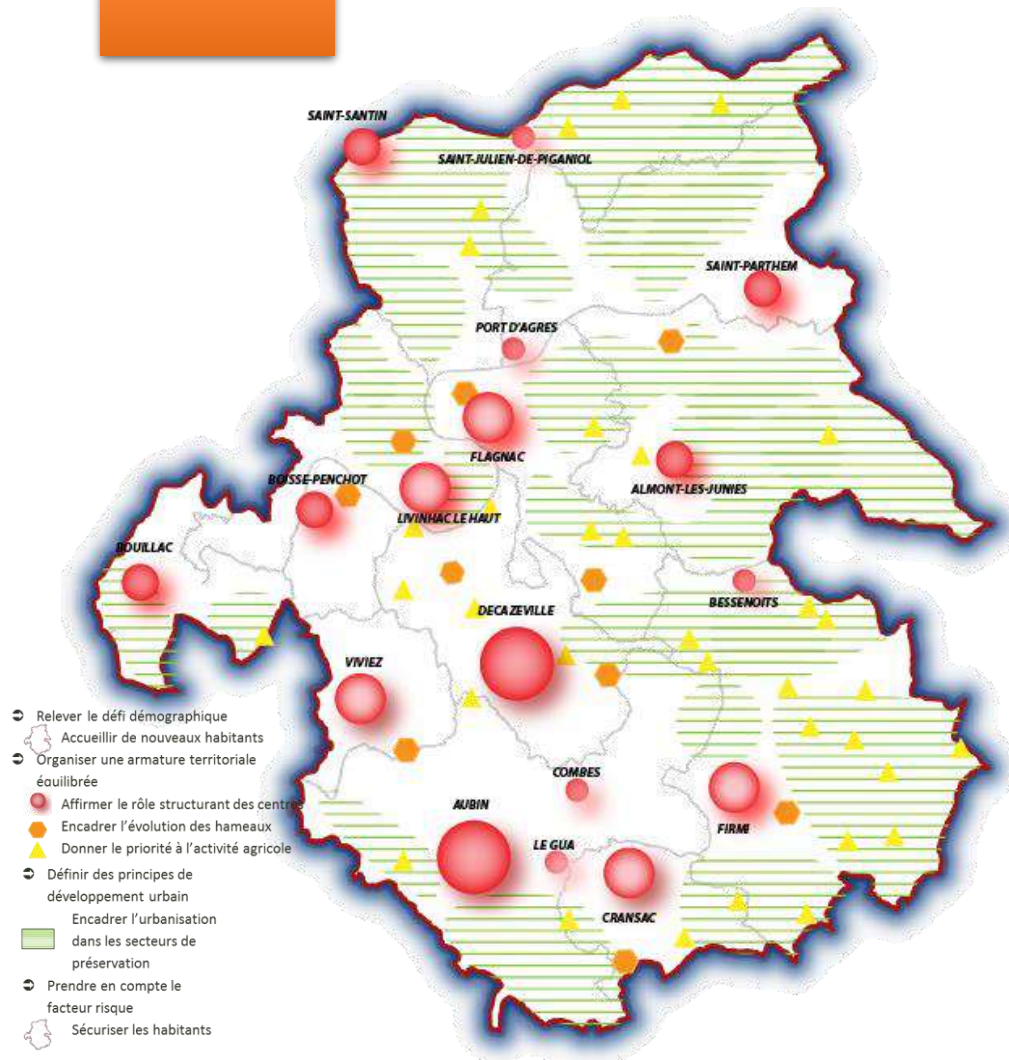 SAINT-SANTIN
SAINT-JULIEN-DE-PIGANIOL
SAINT-PARTHEM
PORT D'AGRES
FLAGNAC
ALMONT-LES-JUNIES
BOISSE-PENCHOT
LIVINHAC LE HAUT
BOUILLAC
BESSENOITS
DECAZEVILLE
VIVIEZ
COMBES
AUBIN
FIRMI
LE GUA
CRANSAC
Relever le défi démographique
Accueillir de nouveaux habitants
Organiser une armature territoriale
équilibrée
Affirmer le rôle structurant des centres
Encadrer l'évolution des hameaux
Donner le priorité à l'activité agricole
Définir des principes de
développement urbain
Encadrer l'urbanisation
dans les secteurs de
préservation
Prendre en compte le
facteur risque
Sécuriser les habitants